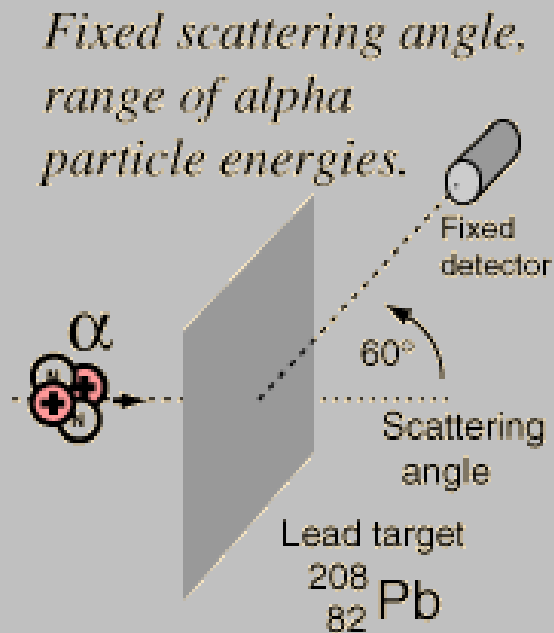 Fixed scattering angle,
range of alpha
particle energies.
Fixed
detector
α
60°
N
+
+
N
Scattering
angle
Lead target
208
82 Pb